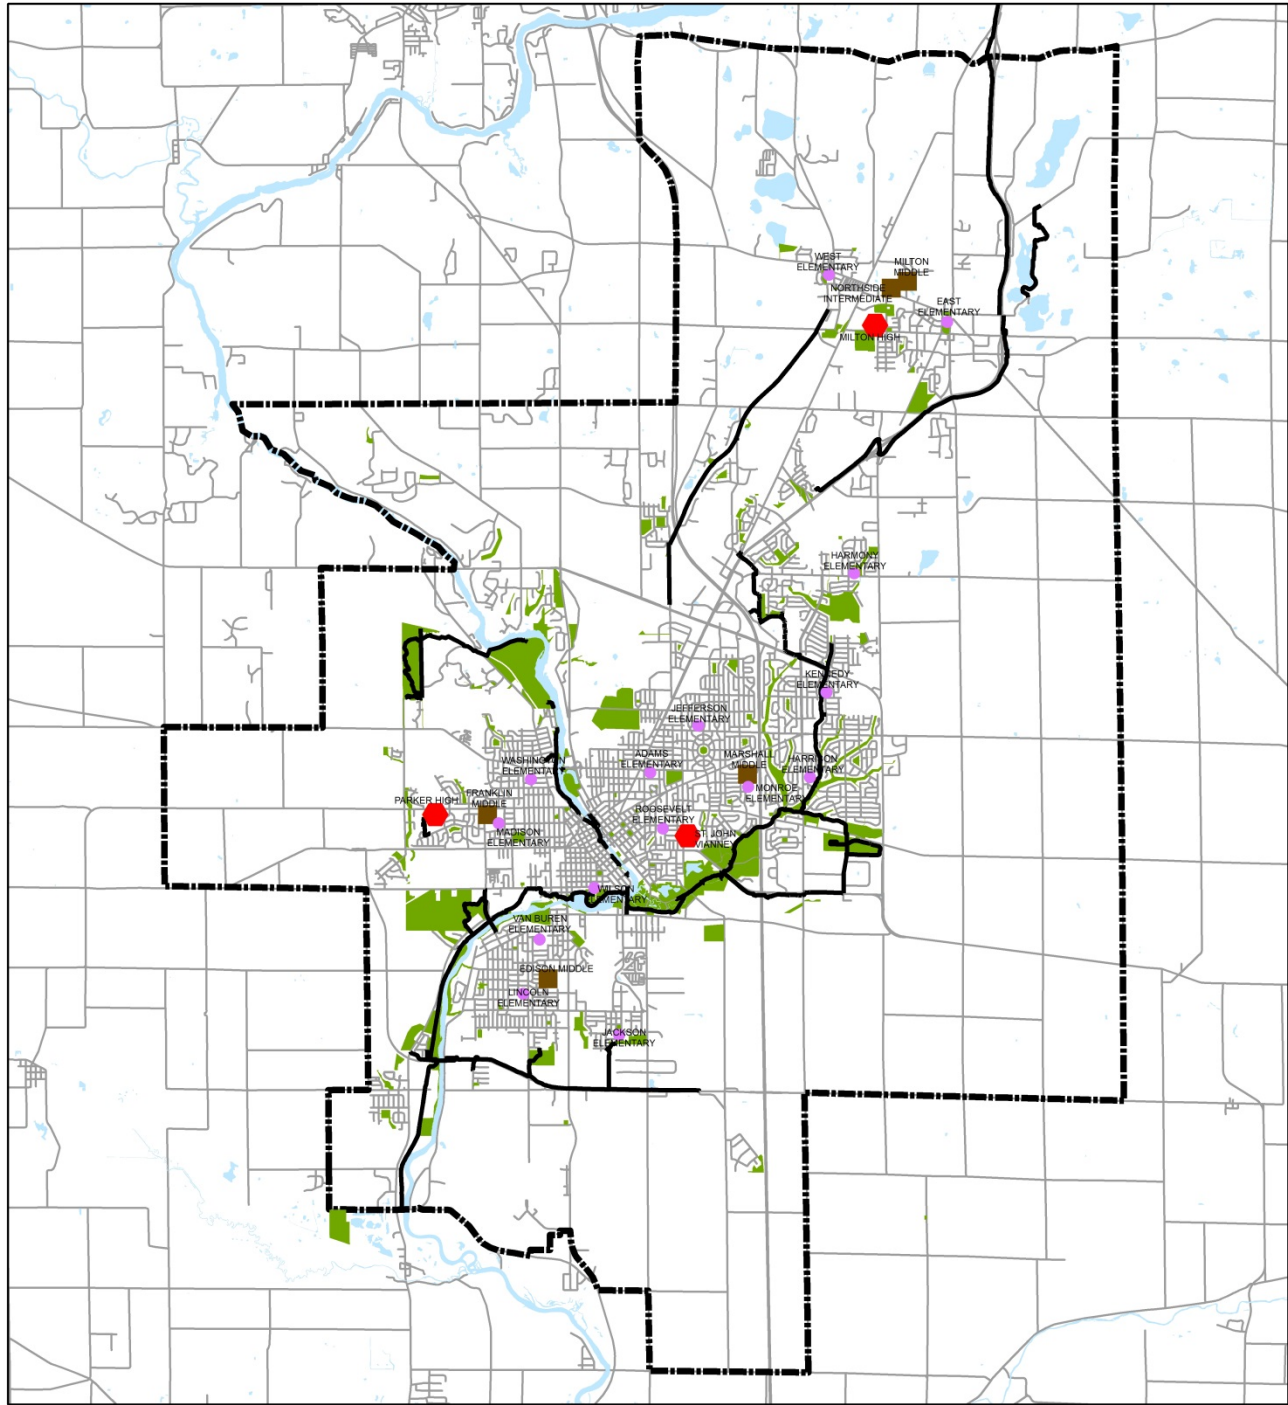 WEST
ELEMENTARY
MILTON
MIDDLE
NORTHSIDE
INTERMEDIATE
EAST
ELEMENTARY
MILTON HIGH
HARMONY
ELEMENTARY
KENNEDY
ELEMENTARY
JEFFERSON
ELEMENTARY
WASHINGTON
ELEMENTARY
ADAMS
ELEMENTARY
MARSHALL
MIDDLE
HARRISON
ELEMENTARY
MONROE
ELEMENTARY
PARKER HIGH
FRANKLIN
MIDDLE
MADISON
ELEMENTARY
ROOSEVELT
ELEMENTARY
ST. JOHN
VIANNEY
WILSON
ELEMENTARY
VAN BUREN
ELEMENTARY
EDISON MIDDLE
LINCOLN
ELEMENTARY
JACKSON
ELEMENTARY